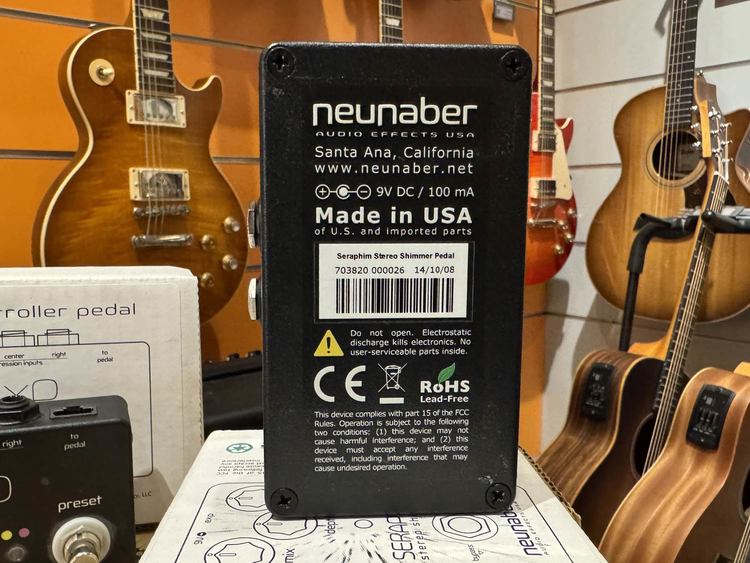 neunaber
AUDIO EFFECTS USA
Santa Ana, California
www.neunaber.net
9V DC / 100 mA
Made in USA
of U.S. and imported parts
Seraphim Stereo Shimmer Pedal
703820 000026 14/10/08
Do not open. Electrostatic
discharge kills electronics. No
user-serviceable parts inside.
CE
RoHS
Lead-Free
This device complies with part 15 of the FCC
Rules. Operation is subject to the following
two conditions: (1) this device may not
cause harmful interference; and (2) this
device must accept any interference
received, including interference that may
cause undesired operation.
roller pedal
center right to
pedal
ression inputs
right to
pedal
preset
mix
SERAP
stereo sh
neunab